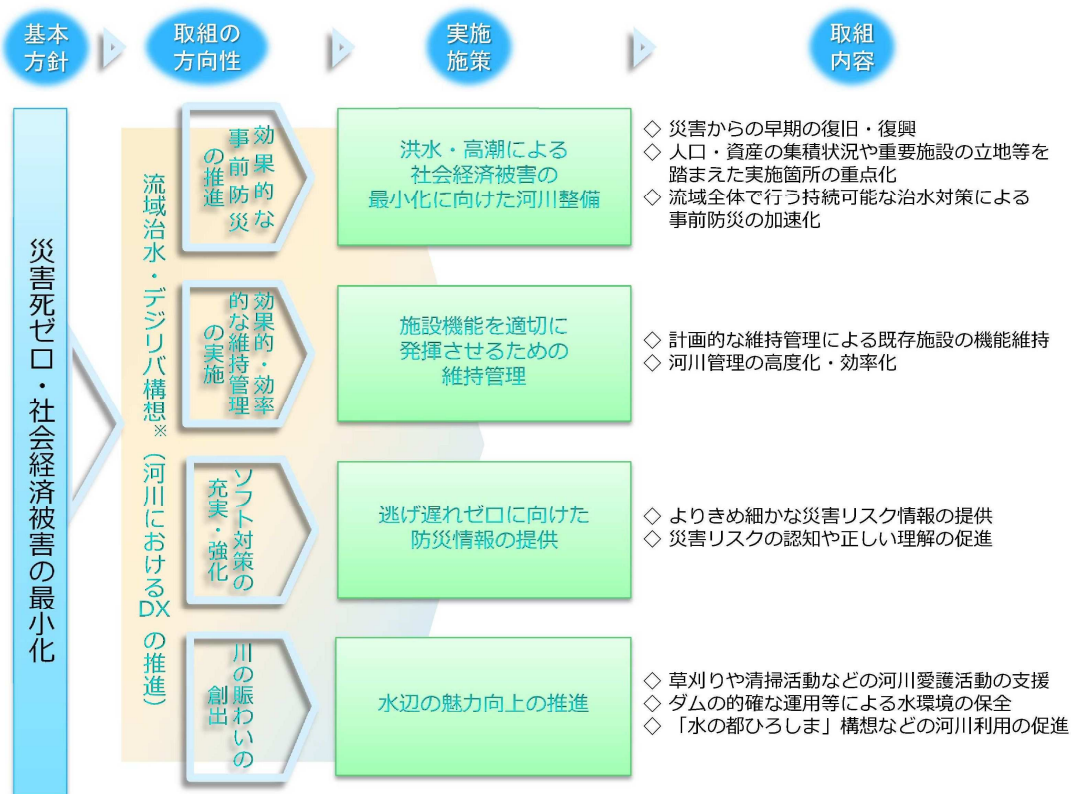 基本
方針
取組の
方向性
実施
施策
取組
内容
災害死ゼロ・社会経済被害の最小化
流域治水・デジリバ構想※（河川におけるDXの推進）
効果的な
事前防災
の推進
洪水・高潮による
社会経済被害の
最小化に向けた河川整備
◇ 災害からの早期の復旧・復興
◇ 人口・資産の集積状況や重要施設の立地等を
踏まえた実施箇所の重点化
◇ 流域全体で行う持続可能な治水対策による
事前防災の加速化
効果的・効率
的な維持管理
の実施
施設機能を適切に
発揮させるための
維持管理
◇ 計画的な維持管理による既存施設の機能維持
◇ 河川管理の高度化・効率化
ソフト対策の
充実・強化
逃げ遅れゼロに向けた
防災情報の提供
◇ よりきめ細かな災害リスク情報の提供
◇ 災害リスクの認知や正しい理解の促進
川の賑わいの
創出
水辺の魅力向上の推進
◇ 草刈りや清掃活動などの河川愛護活動の支援
◇ ダムの的確な運用等による水環境の保全
◇ 「水の都ひろしま」構想などの河川利用の促進